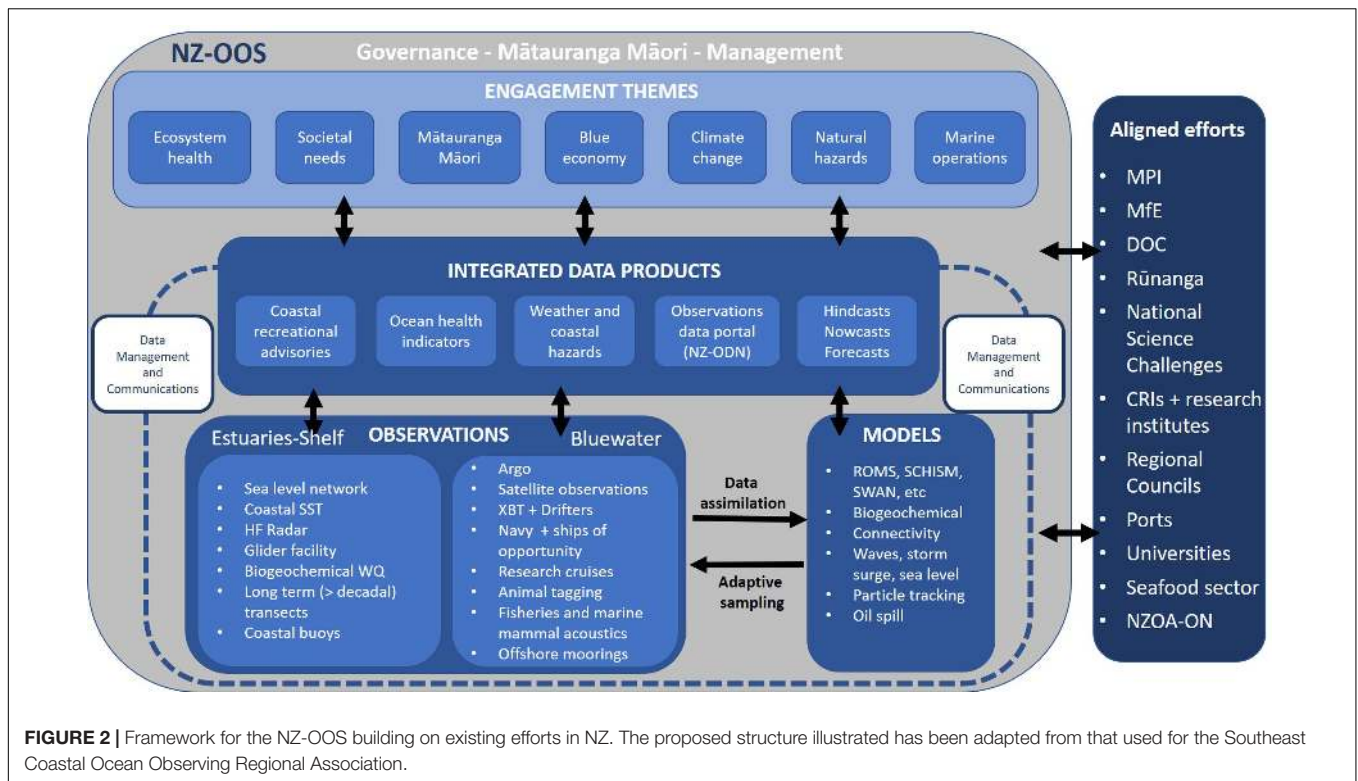 NZ-OOS
Governance - Mātauranga Māori - Management
ENGAGEMENT THEMES
Ecosystem
health
Societal
needs
Mātauranga
Māori
Blue
economy
Climate
change
Natural
hazards
Marine
operations
INTEGRATED DATA PRODUCTS
Coastal
recreational
advisories
Ocean health
indicators
Weather and
coastal
hazards
Observations
data portal
(NZ-ODN)
Hindcasts
Nowcasts
Forecasts
Data
Management
and
Communications
Data
Management
and
Communications
Estuaries-Shelf
OBSERVATIONS
Bluewater
• Sea level network
• Coastal SST
• HF Radar
• Glider facility
• Biogeochemical WQ
• Long term (> decadal)
transects
• Coastal buoys
• Argo
• Satellite observations
• XBT + Drifters
• Navy + ships of
opportunity
• Research cruises
• Animal tagging
• Fisheries and marine
mammal acoustics
• Offshore moorings
Data
assimilation
Adaptive
sampling
MODELS
• ROMS, SCHISM,
SWAN, etc
• Biogeochemical
• Connectivity
• Waves, storm
surge, sea level
• Particle tracking
• Oil spill
Aligned efforts
• MPI
• MfE
• DOC
• Rūnanga
• National
Science
Challenges
• CRIs + research
institutes
• Regional
Councils
• Ports
• Universities
• Seafood sector
• NZOA-ON
FIGURE 2 | Framework for the NZ-OOS building on existing efforts in NZ. The proposed structure illustrated has been adapted from that used for the Southeast
Coastal Ocean Observing Regional Association.